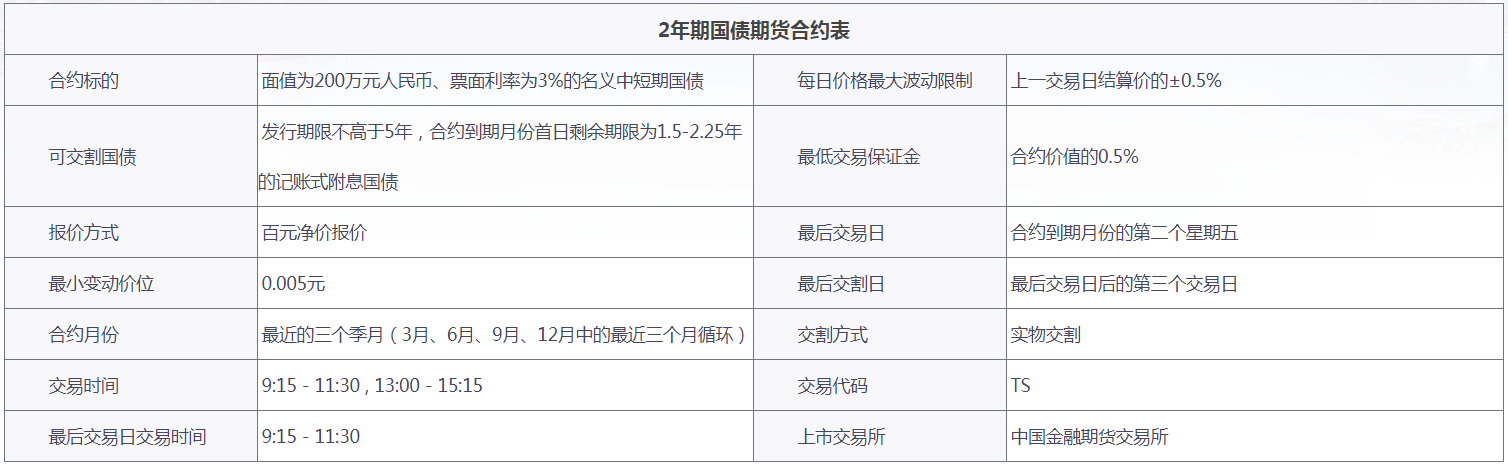 2年期国债期货合约表
合约标的 面值为200万元人民币、票面利率为3%的名义中短期国债 每日价格最大波动限制 上一交易日结算价的±0.5%
可交割国债 发行期限不高于5年，合约到期月份首日剩余期限为1.5-2.25年
的记账式附息国债 最低交易保证金 合约价值的0.5%
报价方式 百元净价报价 最后交易日 合约到期月份的第二个星期五
最小变动价位 0.005元 最后交割日 最后交易日后的第三个交易日
合约月份 最近的三个季月（3月、6月、9月、12月中的最近三个月循环） 交割方式 实物交割
交易时间 9:15 - 11:30 , 13:00 - 15:15 交易代码 TS
最后交易日交易时间 9:15 - 11:30 上市交易所 中国金融期货交易所